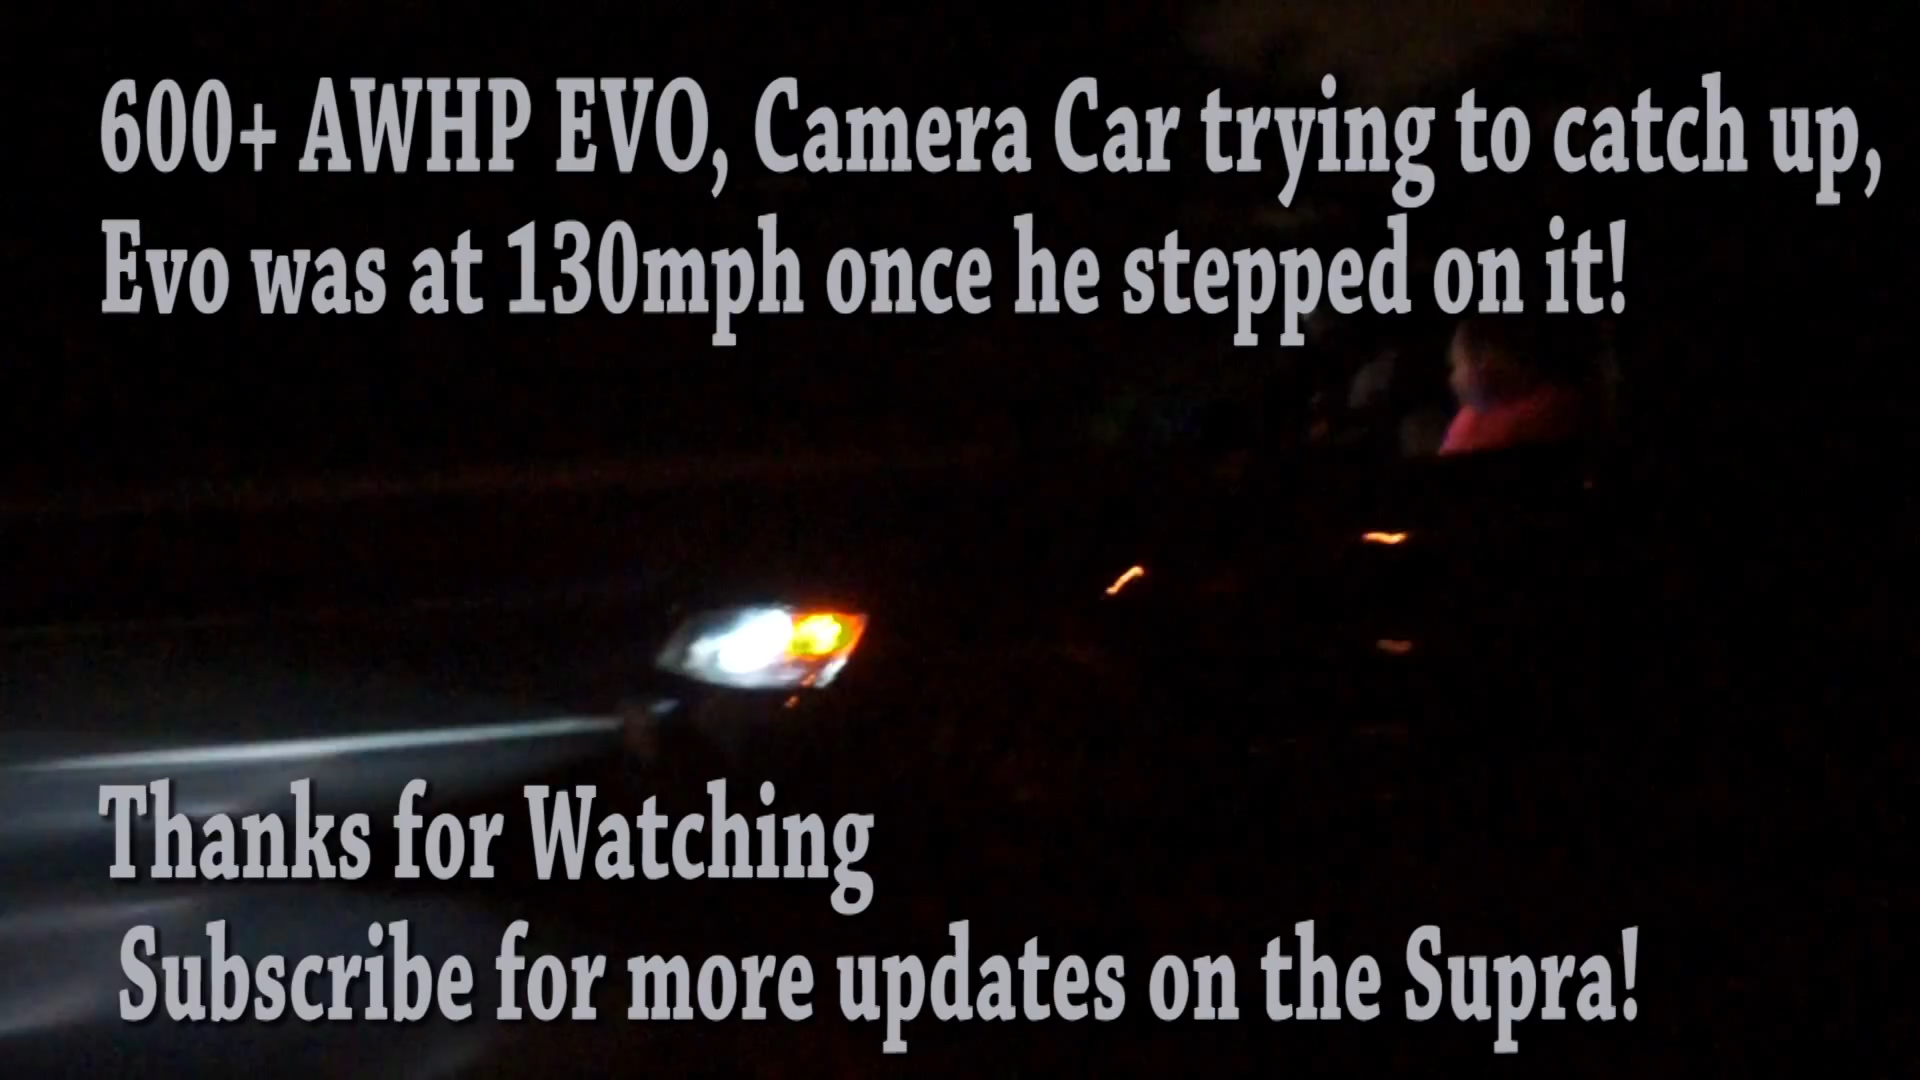 600+ AWHP EVO, Camera Car trying to catch up,
Evo was at 130mph once he stepped on it!
Thanks for Watching
Subscribe for more updates on the Supra!